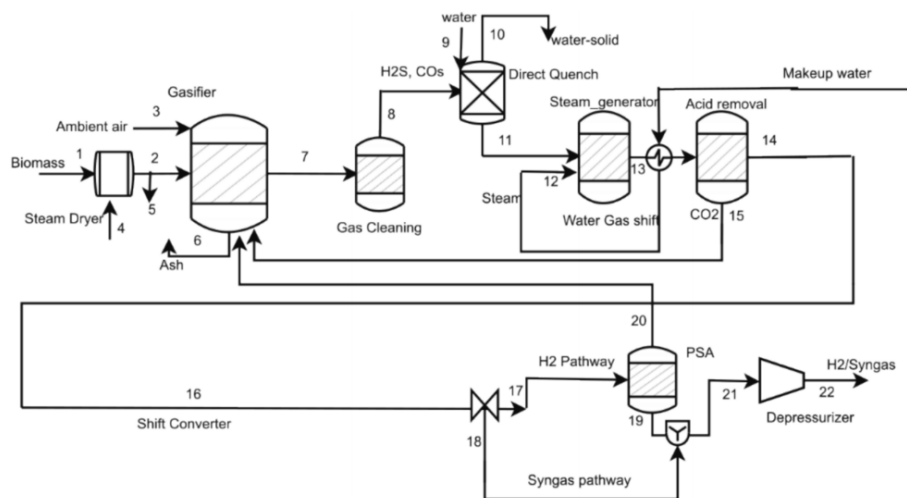 water
9
10
water-solid
H2S, COs
Direct Quench
Makeup water
Gasifier
Steam_generator
Acid removal
3
8
Ambient air
11
14
Biomass
1
2
7
13
12
5
Steam
Steam Dryer
4
6
Gas Cleaning
Water Gas shift
CO2
15
Ash
20
PSA
H2 Pathway
H2/Syngas
16
17
21
22
Shift Converter
19
Depressurizer
18
Syngas pathway